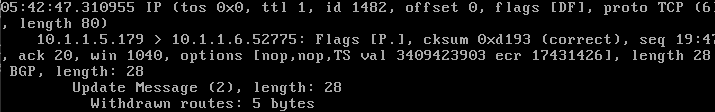 05:42:47.310955 IP (tos 0x0, ttl 1, id 1482, offset 0, flags [DF], proto TCP (6)
, length 80)
10.1.1.5.179 > 10.1.1.6.52775: Flags [P.], cksum 0xd193 (correct), seq 19:47
, ack 20, win 1040, options [nop,nop,TS val 3409423903 ecr 17431426], length 28:
BGP, length: 28
Update Message (2), length: 28
Withdrawn routes: 5 bytes